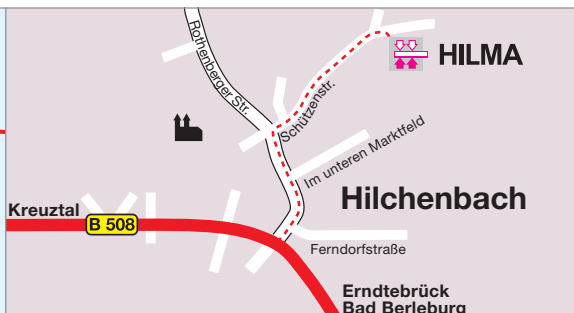 Rothenberger Str.
HILMA
Schützenstr.
Im unteren Marktfeld
Hilchenbach
Kreuztal
B 508
Ferndorfstraße
Erndtebrück
Bad Berleburg